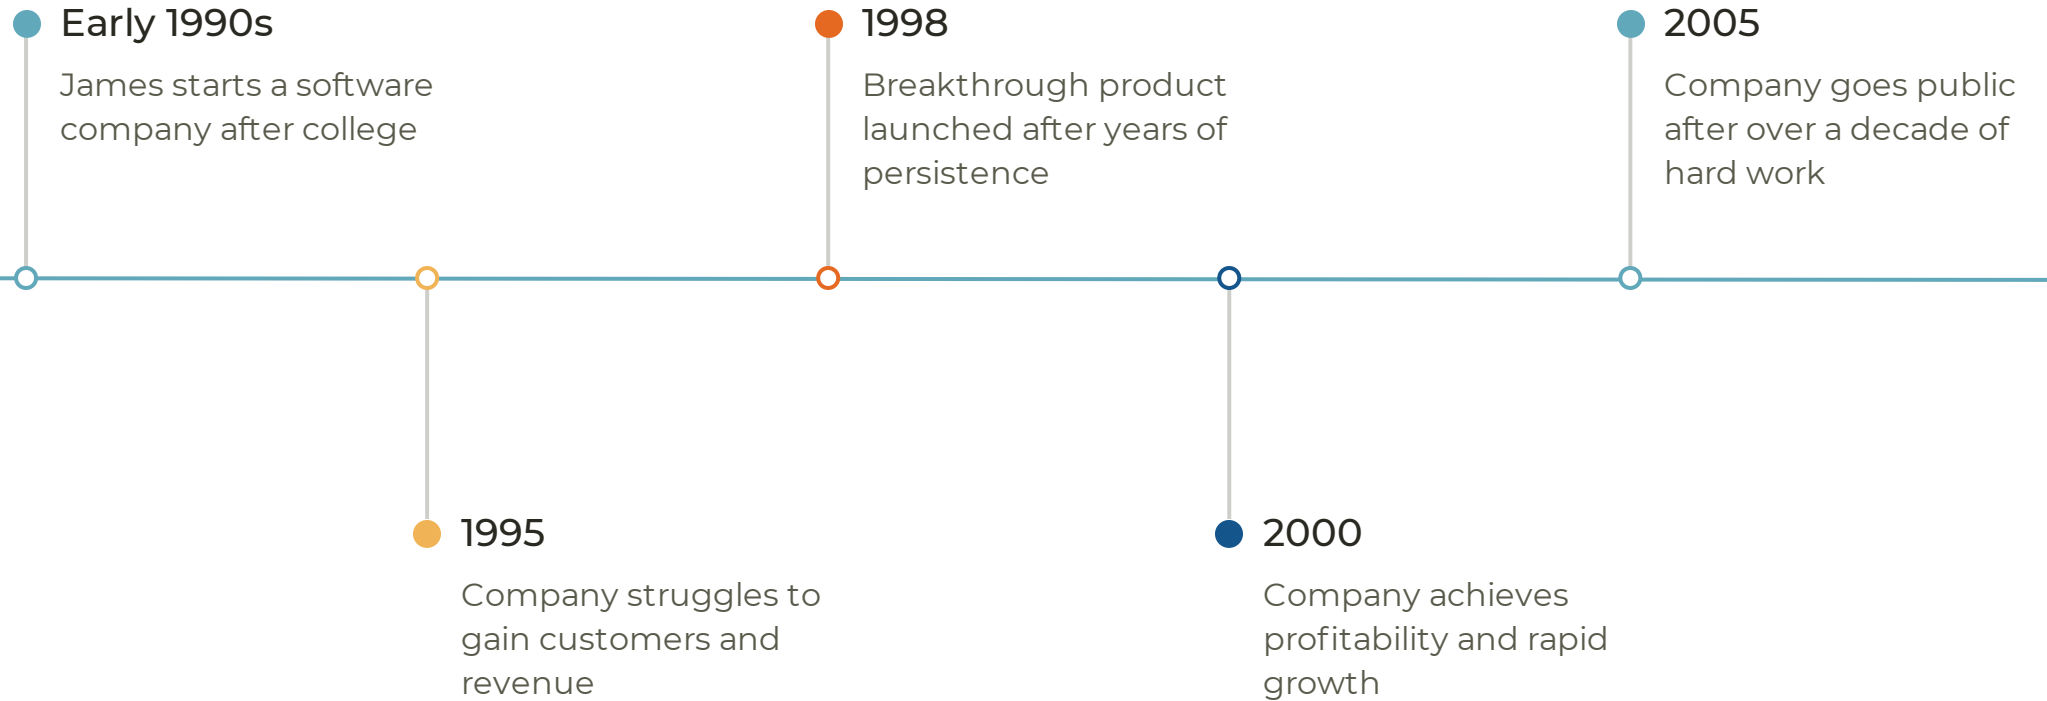 Early 1990s
James starts a software
company after college
1995
Company struggles to
gain customers and
revenue
1998
Breakthrough product
launched after years of
persistence
2000
Company achieves
profitability and rapid
growth
2005
Company goes public
after over a decade of
hard work